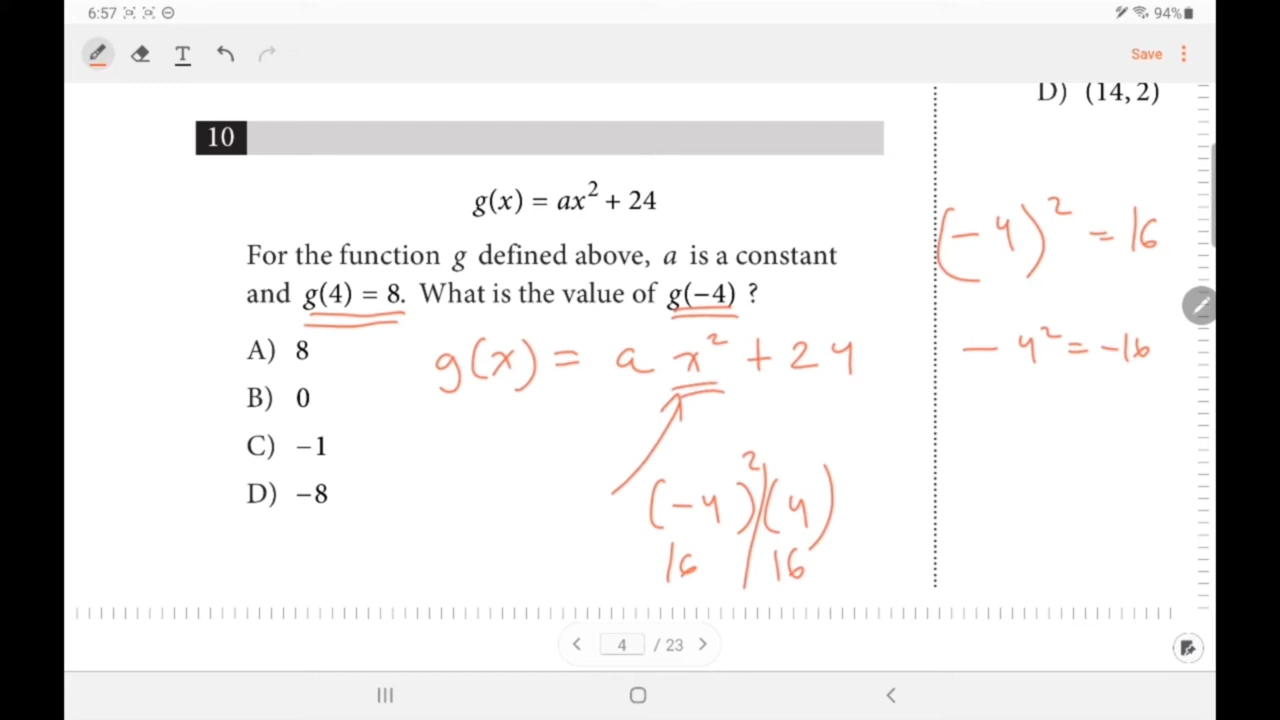 6:57 94%
Save
D) (14, 2)
10
g(x) = ax² + 24
For the function g defined above, a is a constant
and g(4) = 8. What is the value of g(−4) ?
A) 8
B) 0
C) −1
D) −8
g(x) = a x² + 24
(−4)² / (4)
16 / 16
(−4)² = 16
− 4² = −16
4 / 23